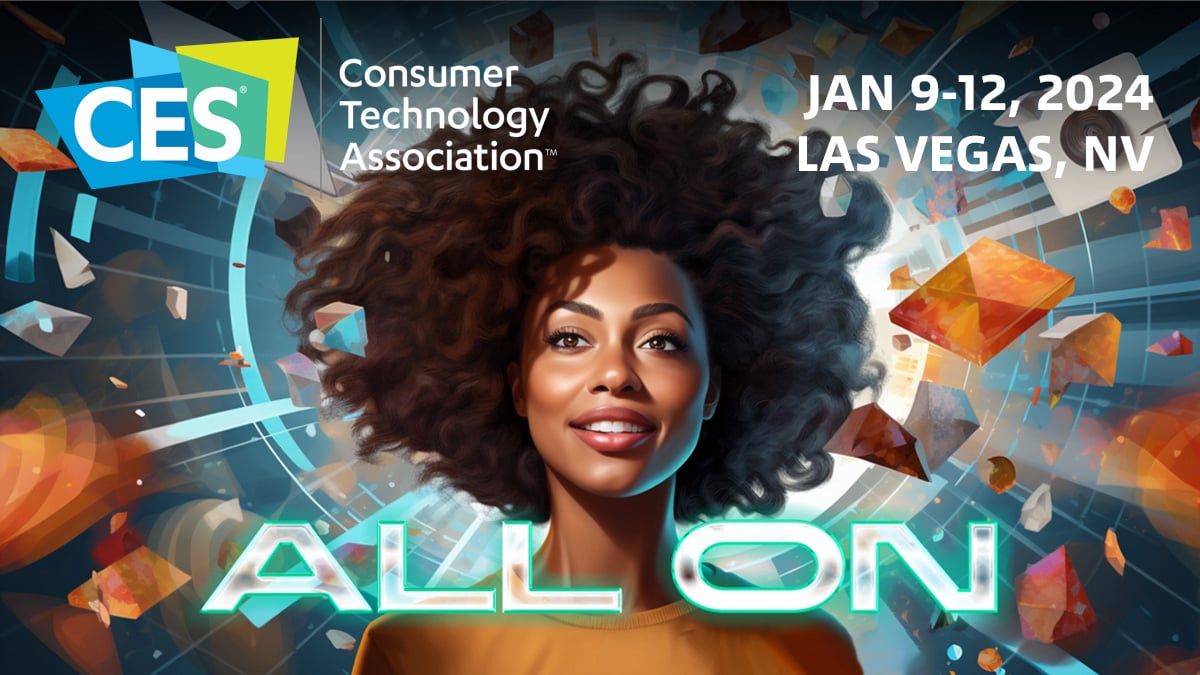 CES®
Consumer
Technology
Association™
JAN 9-12, 2024
LAS VEGAS, NV
ALL ON